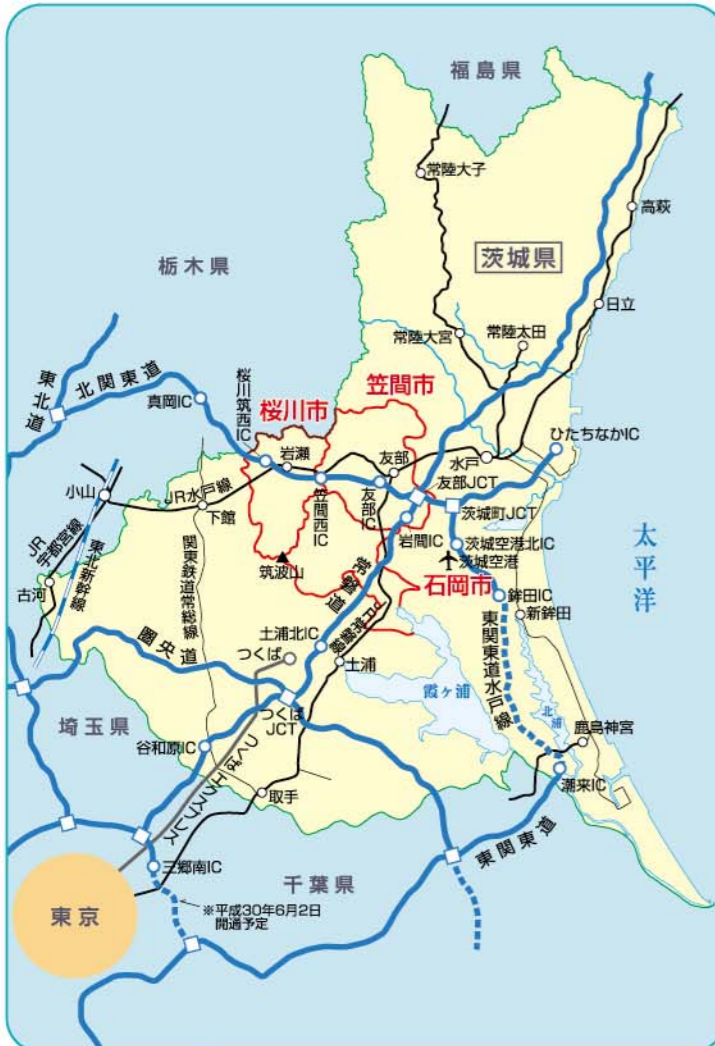 福島県
常陸大子
高萩
茨城県
栃木県
日立
常陸大宮
常陸太田
東北道
北関東道
真岡IC
桜川筑西IC
桜川市
笠間市
ひたちなかIC
岩瀬
友部
水戸
友部JCT
小山
JR水戸線
下館
笠間西IC
友部IC
茨城町JCT
岩間IC
茨城空港北IC
茨城空港
太平洋
JR宇都宮線
東北新幹線
関東鉄道常総線
筑波山
常磐道
石岡市
鉾田IC
新鉾田
古河
JR常磐線
東関東道水戸線
圏央道
土浦北IC
つくば
土浦
霞ヶ浦
北浦
つくば
JCT
埼玉県
谷和原IC
鹿島神宮
潮来IC
つくばエクスプレス
取手
東関東道
三郷南IC
千葉県
東京
※平成30年6月2日
開通予定